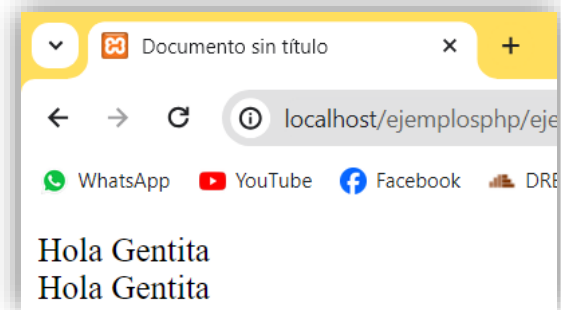 Documento sin título
localhost/ejemplosphp/eje
WhatsApp YouTube Facebook DRE
Hola Gentita
Hola Gentita